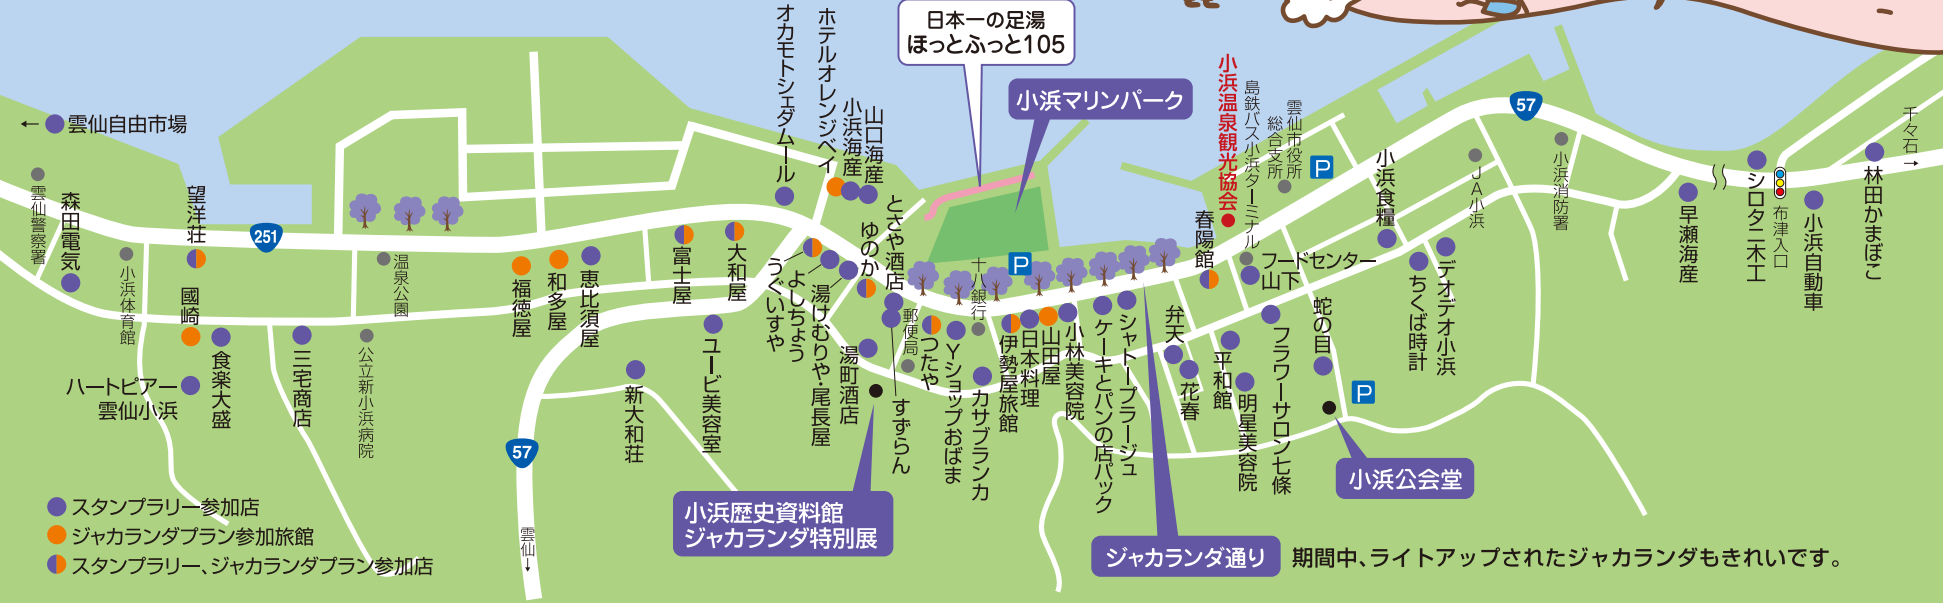 日本一の足湯
ほっとふっと105
小浜マリンパーク
オカモトシェダムール
ホテルオレンジベイ
小浜海産
山口海産
小浜温泉観光協会
島鉄バス小浜ターミナル
雲仙市役所
総合支所
P
57
小浜食糧
JA小浜
小浜消防署
千々石
→
←
雲仙自由市場
雲仙警察署
森田電気
小浜体育館
望洋荘
國崎
251
温泉公園
福徳屋
和多屋
恵比須屋
富士屋
大和屋
うぐいすや
よしちょう
湯けむりや・尾長屋
ゆのか
とさや酒店
郵便局
つたや
十八銀行
P
春陽館
フードセンター
山下
ちくば時計
デオデオ小浜
早瀬海産
シロタニ木工
布津入口
小浜自動車
林田かまぼこ
ハートピアー
雲仙小浜
食楽大盛
三宅商店
公立新小浜病院
57
雲仙→
新大和荘
ユービ美容室
湯町酒店
すずらん
Yショップおばま
カサブランカ
伊勢屋旅館
日本料理
山田屋
小林美容院
ケーキとパンの店パック
シャトープラージュ
弁天
花春
平和館
明星美容院
フラワーサロン七條
蛇の目
P
小浜公会堂
小浜歴史資料館
ジャカランダ特別展
ジャカランダ通り
期間中、ライトアップされたジャカランダもきれいです。
スタンプラリー参加店
ジャカランダプラン参加旅館
スタンプラリー、ジャカランダプラン参加店